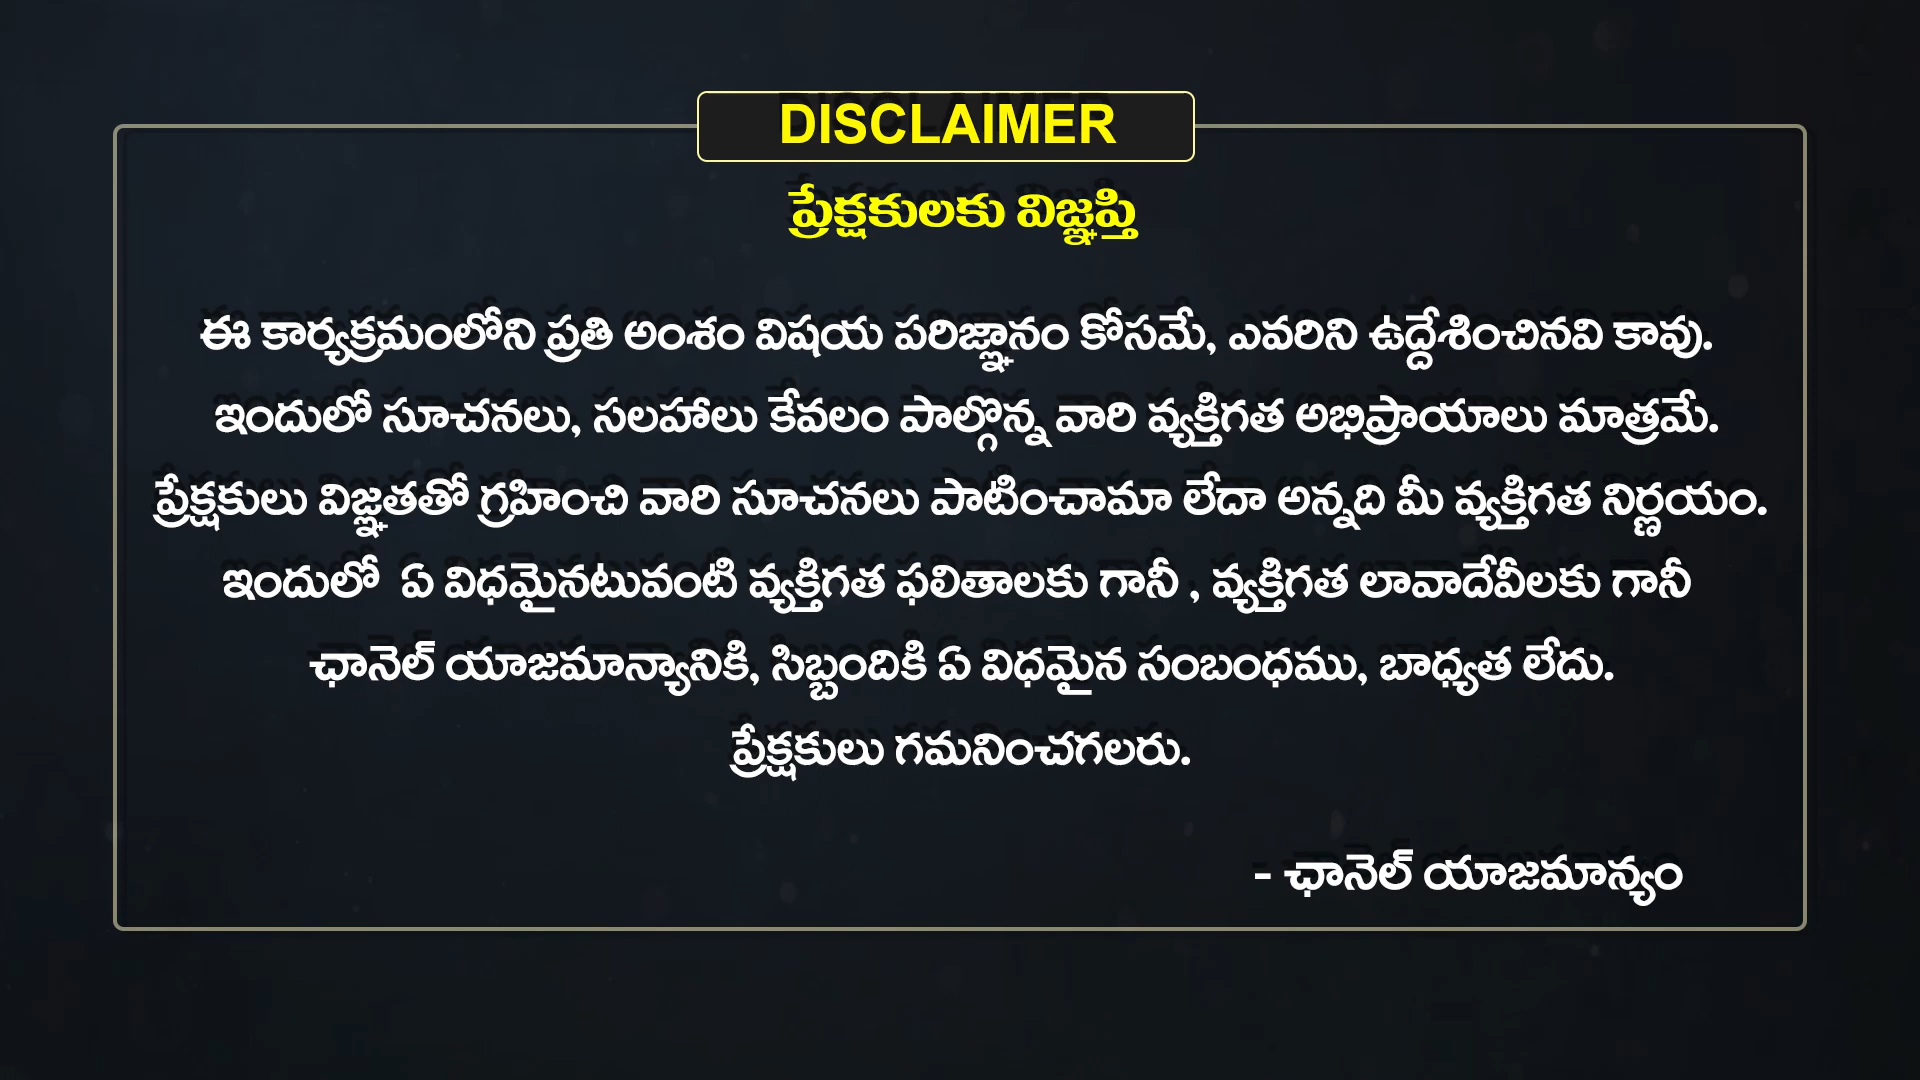 DISCLAIMER
ప్రేక్షకులకు విజ్ఞప్తి
ఈ కార్యక్రమంలోని ప్రతి అంశం విషయ పరిజ్ఞానం కోసమే, ఎవరిని ఉద్దేశించినవి కావు.
ఇందులో సూచనలు, సలహాలు కేవలం పాల్గొన్న వారి వ్యక్తిగత అభిప్రాయాలు మాత్రమే.
ప్రేక్షకులు విజ్ఞతతో గ్రహించి వారి సూచనలు పాటించామా లేదా అన్నది మీ వ్యక్తిగత నిర్ణయం.
ఇందులో ఏ విధమైనటువంటి వ్యక్తిగత ఫలితాలకు గానీ , వ్యక్తిగత లావాదేవీలకు గానీ
ఛానెల్ యాజమాన్యానికి, సిబ్బందికి ఏ విధమైన సంబంధము, బాధ్యత లేదు.
ప్రేక్షకులు గమనించగలరు.
- ఛానెల్ యాజమాన్యం